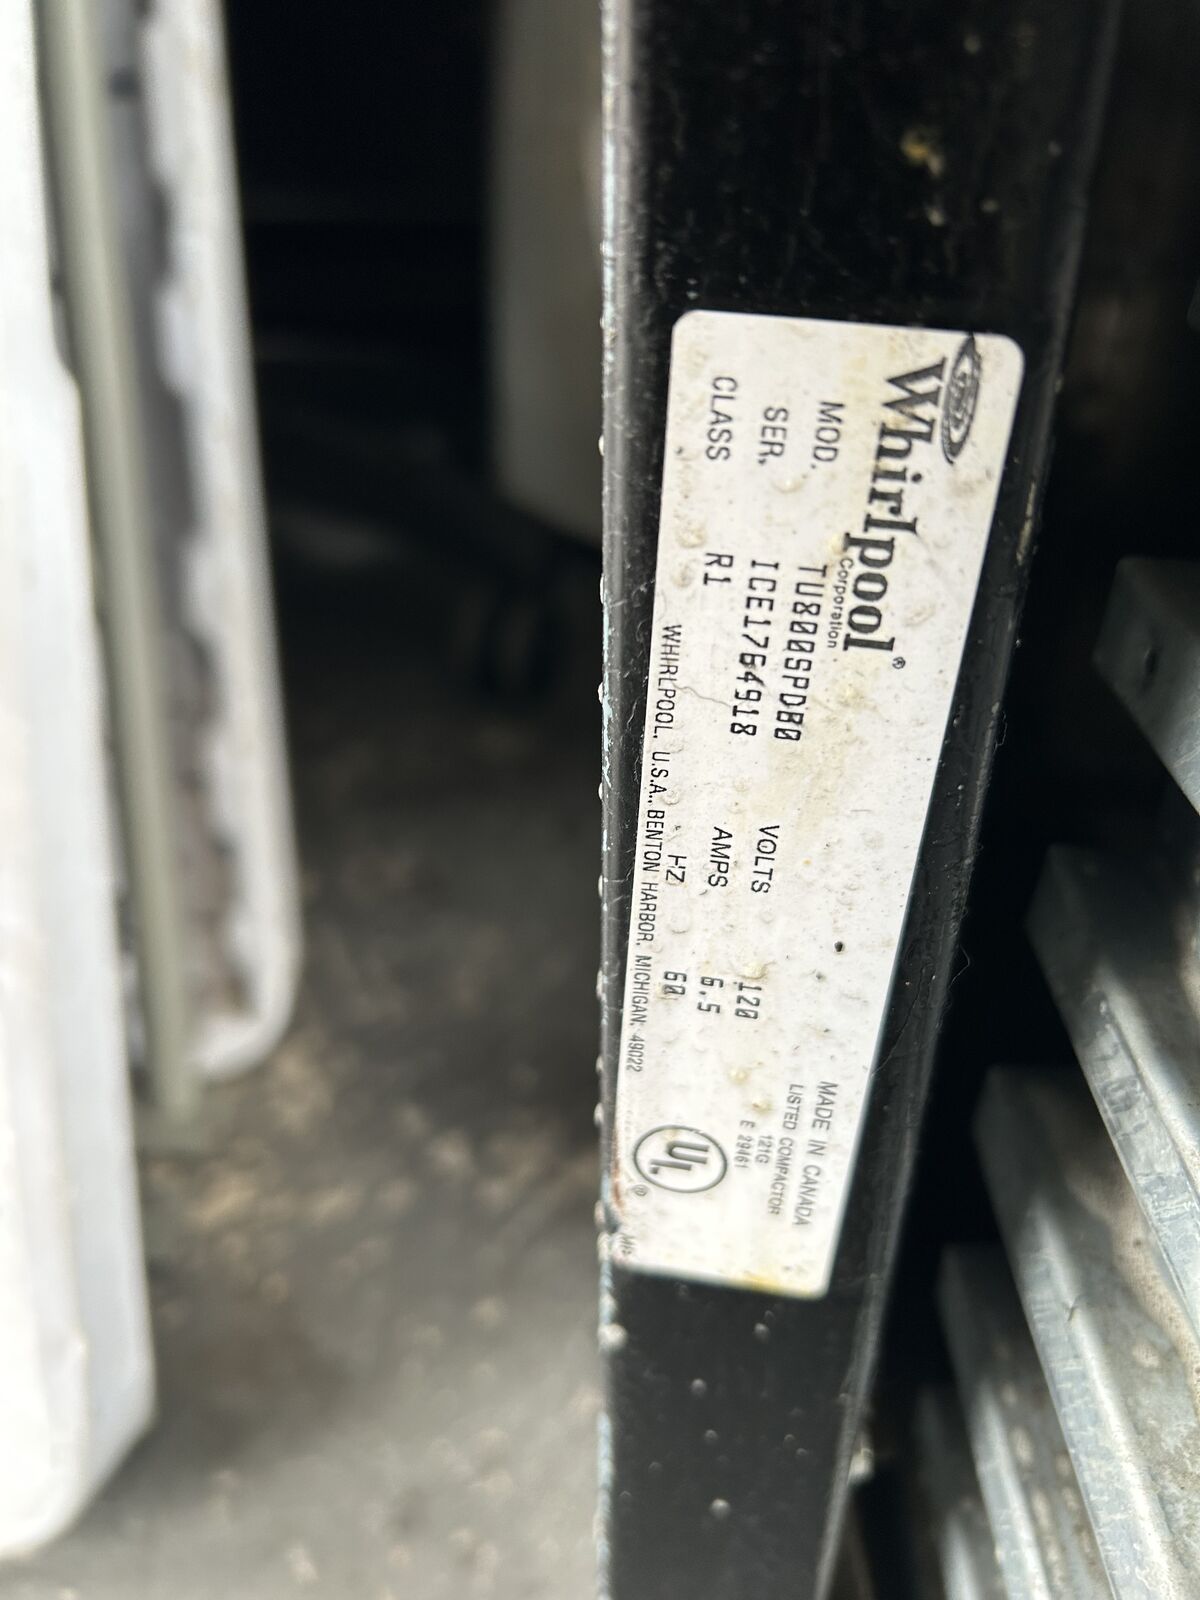 Whirlpool®
Corporation
MOD. TU800SPDB0
SER. ICE1764918
CLASS R1
VOLTS 120
AMPS 6.5
HZ 60
MADE IN CANADA
LISTED COMPACTOR
121G
E 29461
UL ®
WHIRLPOOL, U.S.A., BENTON HARBOR, MICHIGAN, 49022